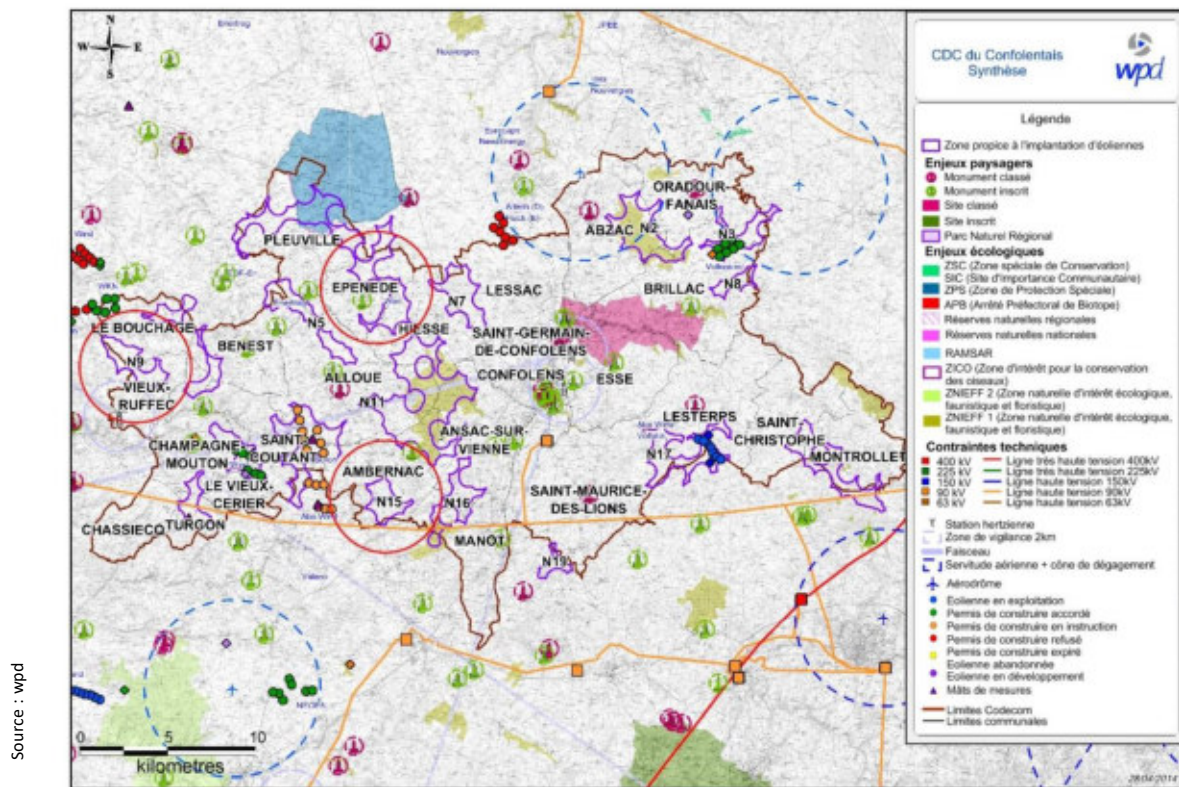 CDC du Confolentais
Synthèse
wpd
Légende
Zone propice à l'implantation d'éoliennes
Enjeux paysagers
Monument classé
Monument inscrit
Site classé
Site inscrit
Parc Naturel Régional
Enjeux écologiques
ZSC (Zone spéciale de Conservation)
SIC (Site d'importance Communautaire)
ZPS (Zone de Protection Spéciale)
APB (Arrêté Préfectoral de Biotope)
Réserves naturelles régionales
Réserves naturelles nationales
RAMSAR
ZICO (Zone d'intérêt pour la conservation
des oiseaux)
ZNIEFF 2 (Zone naturelle d'intérêt écologique,
faunistique et floristique)
ZNIEFF 1 (Zone naturelle d'intérêt écologique,
faunistique et floristique)
Contraintes techniques
400 kV Ligne très haute tension 400kV
225 kV Ligne très haute tension 225kV
150 kV Ligne haute tension 150kV
90 kV Ligne haute tension 90kV
63 kV Ligne haute tension 63kV
Station hertzienne
Zone de vigilance 2km
Faisceau
Servitude aérienne + cône de dégagement
Aérodrôme
Eolienne en exploitation
Permis de construire accordé
Permis de construire en instruction
Permis de construire refusé
Permis de construire expiré
Eolienne abandonnée
Eolienne en développement
Mâts de mesures
Limites Codecom
Limites communales
28/04/2014
N
W E
S
ORADOUR-
FANAIS
ABZAC
N2
N3
PLEUVILLE
EPENEDE
N7
LESSAC
BRILLAC
N8
LE BOUCHAGE
N5
HIESSE
SAINT-GERMAIN-
DE-CONFOLENS
BENEST
N9
VIEUX-
RUFFEC
ALLOUE
CONFOLENS
ESSE
N11
LESTERPS
SAINT-
CHRISTOPHE
CHAMPAGNE-
MOUTON
SAINT-
COUTANT
ANSAC-SUR-
VIENNE
N17
MONTROLLET
AMBERNAC
LE VIEUX-
CERIER
N15
N16
SAINT-MAURICE-
DES-LIONS
CHASSIECQ
TURGON
MANOT
N19
0 5 10
kilometres
Source : wpd